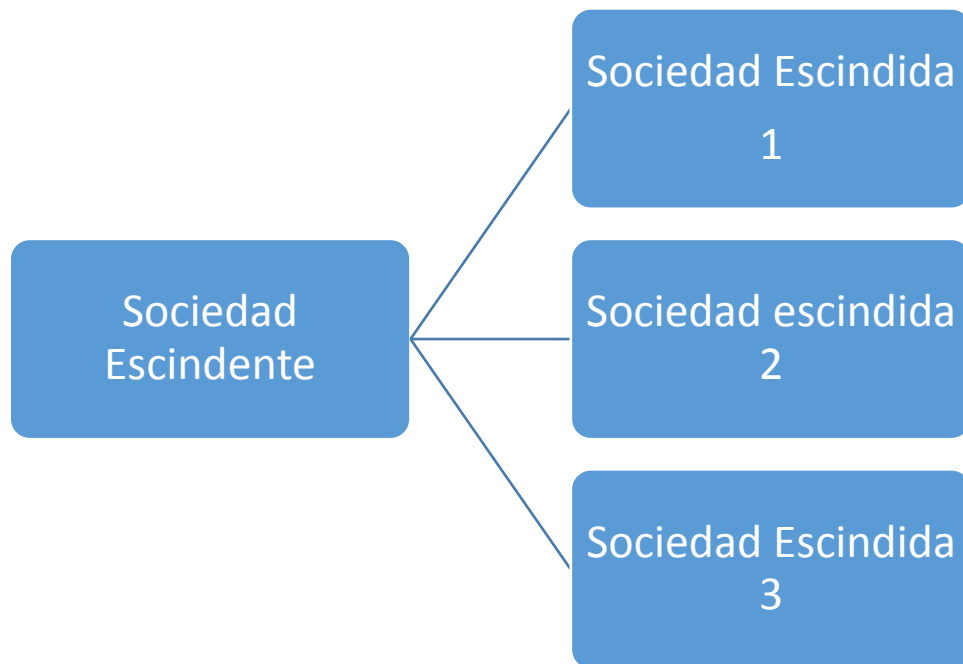 Sociedad Escindida
1
Sociedad
Escindente
Sociedad escindida
2
Sociedad Escindida
3